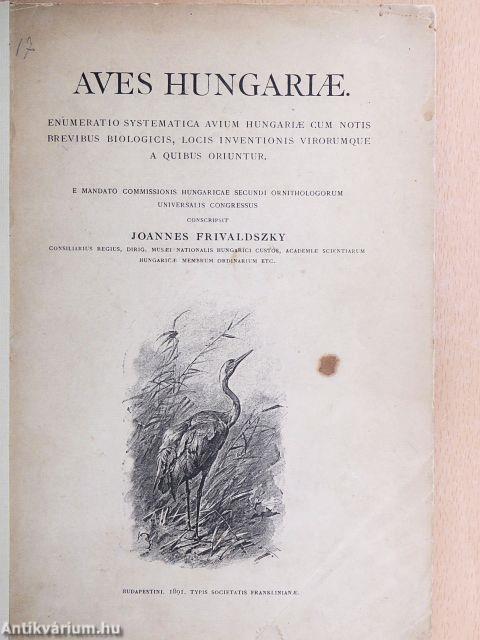 17
AVES HUNGARIÆ.
ENUMERATIO SYSTEMATICA AVIUM HUNGARIÆ CUM NOTIS
BREVIBUS BIOLOGICIS, LOCIS INVENTIONIS VIRORUMQUE
A QUIBUS ORIUNTUR.
E MANDATO COMMISSIONIS HUNGARICAE SECUNDI ORNITHOLOGORUM
UNIVERSALIS CONGRESSUS
CONSCRIPSIT
JOANNES FRIVALDSZKY
CONSILIARIUS REGIUS, DIRIG. MUSÆI NATIONALIS HUNGARICI CUSTOS, ACADEMIÆ SCIENTIARUM
HUNGARICÆ MEMBRUM ORDINARIUM ETC.
BUDAPESTINI, 1891. TYPIS SOCIETATIS FRANKLINIANÆ.
Antikvárium.hu